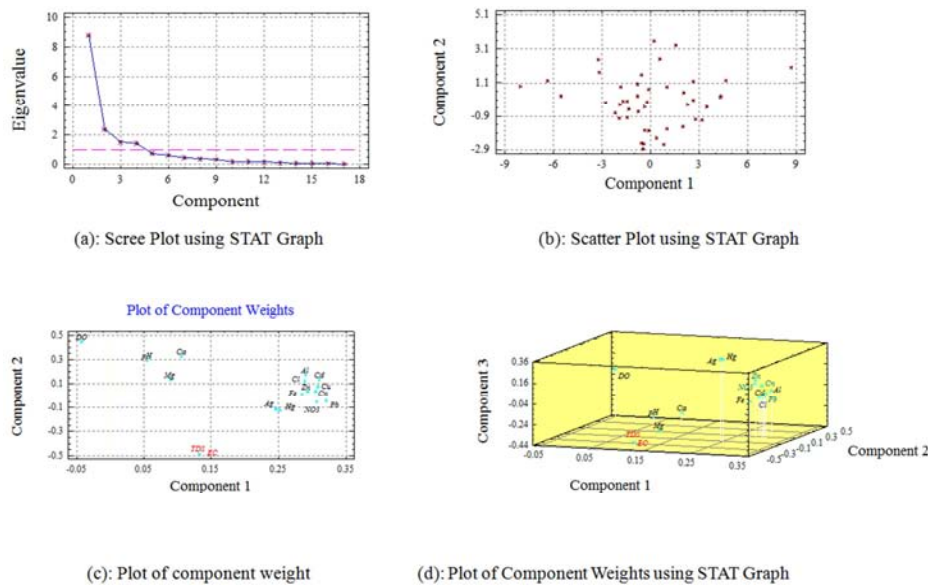 10
8
6
4
2
0
Eigenvalue
0 3 6 9 12 15 18
Component
(a): Scree Plot using STAT Graph
5.1
3.1
1.1
-0.9
-2.9
Component 2
-9 -6 -3 0 3 6 9
Component 1
(b): Scatter Plot using STAT Graph
Plot of Component Weights
0.5
0.3
0.1
-0.1
-0.3
-0.5
Component 2
DO
pH
Ca
Mg
Al
Cd
Cl
Fe
Ag
Hg
NO3
Pb
TDS
EC
-0.05 0.05 0.15 0.25 0.35
Component 1
(c): Plot of component weight
0.36
0.16
-0.04
-0.24
-0.44
Component 3
DO
Ag Hg
Al
Fe
Cd
Pb
Cl
pH
Ca
Mg
TDS
EC
-0.05 0.05 0.15 0.25 0.35
-0.5 -0.3 -0.1 0.1 0.3 0.5
Component 2
Component 1
(d): Plot of Component Weights using STAT Graph